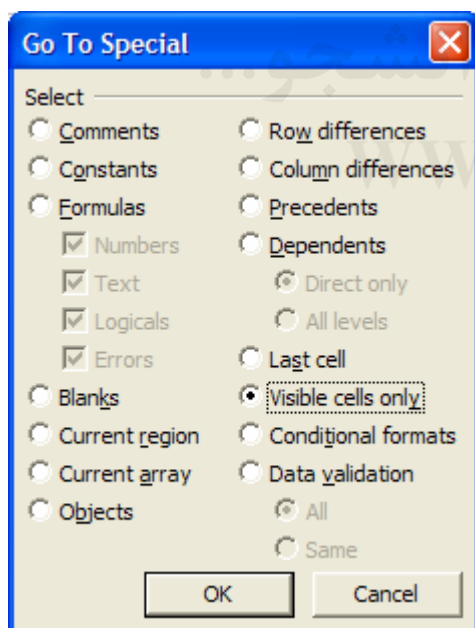 Go To Special
Select
Comments
Constants
Formulas
Numbers
Text
Logicals
Errors
Blanks
Current region
Current array
Objects
Row differences
Column differences
Precedents
Dependents
Direct only
All levels
Last cell
Visible cells only
Conditional formats
Data validation
All
Same
OK
Cancel